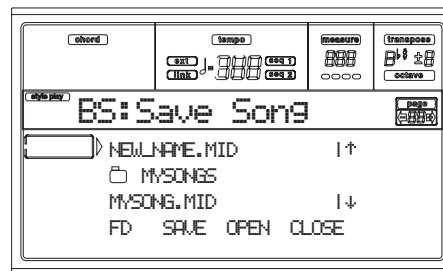 chord tempo measure transpose
ext seq 1
link seq 2
octave
style play
BS:Save Song
page
NEW_NAME.MID |↑
MYSONGS
MYSONG.MID |↓
FD SAVE OPEN CLOSE